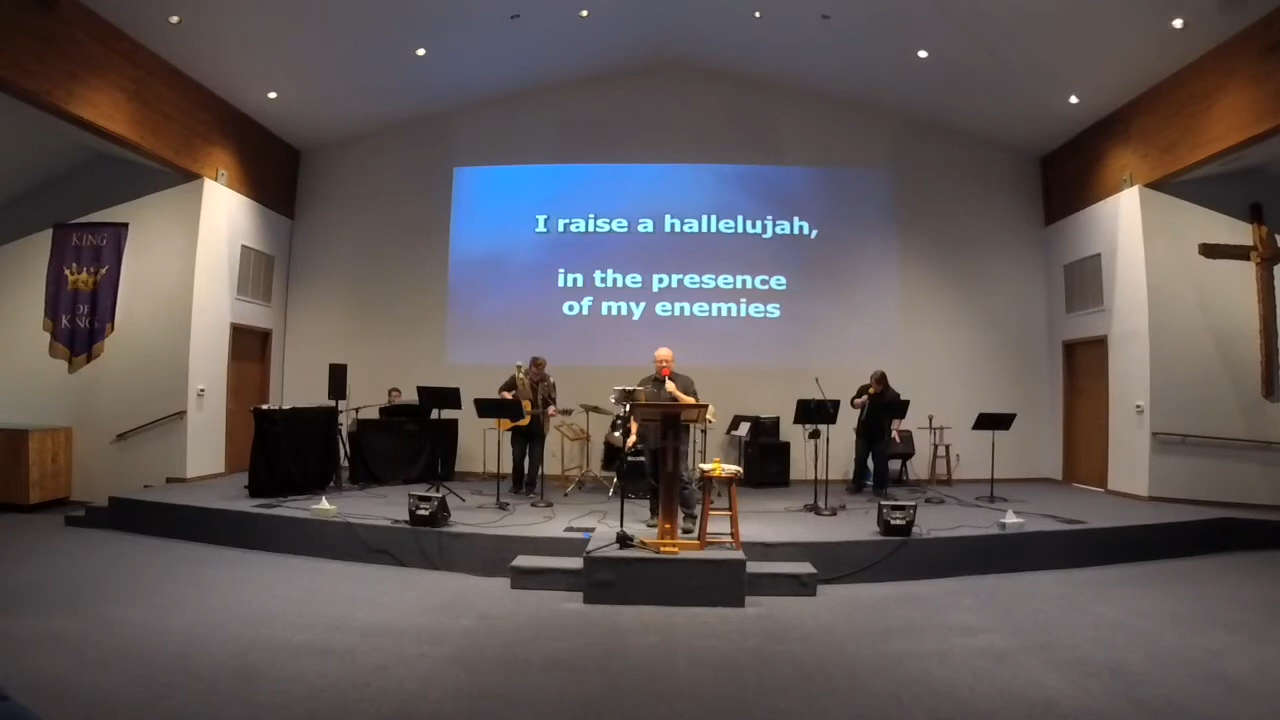 I raise a hallelujah,
in the presence
of my enemies
KING
OF
KINGS